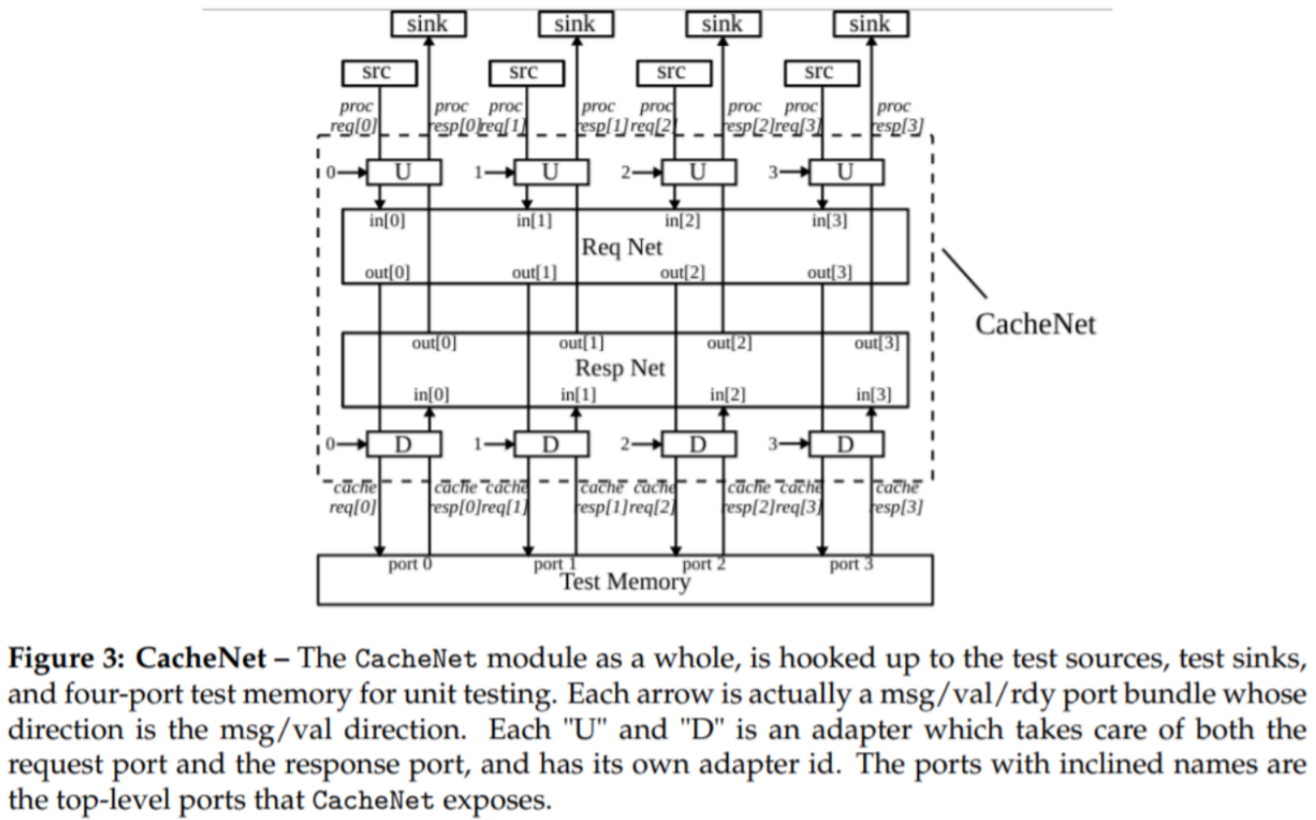 sink sink sink sink
src src src src
proc proc proc proc proc proc proc proc
req[0] resp[0] req[1] resp[1] req[2] resp[2] req[3] resp[3]
0 U 1 U 2 U 3 U
in[0] in[1] in[2] in[3]
Req Net
out[0] out[1] out[2] out[3]
CacheNet
out[0] out[1] out[2] out[3]
Resp Net
in[0] in[1] in[2] in[3]
0 D 1 D 2 D 3 D
cache cache cache cache cache cache cache cache
req[0] resp[0] req[1] resp[1] req[2] resp[2] req[3] resp[3]
port 0 port 1 port 2 port 3
Test Memory
Figure 3: CacheNet – The CacheNet module as a whole, is hooked up to the test sources, test sinks,
and four-port test memory for unit testing. Each arrow is actually a msg/val/rdy port bundle whose
direction is the msg/val direction. Each "U" and "D" is an adapter which takes care of both the
request port and the response port, and has its own adapter id. The ports with inclined names are
the top-level ports that CacheNet exposes.